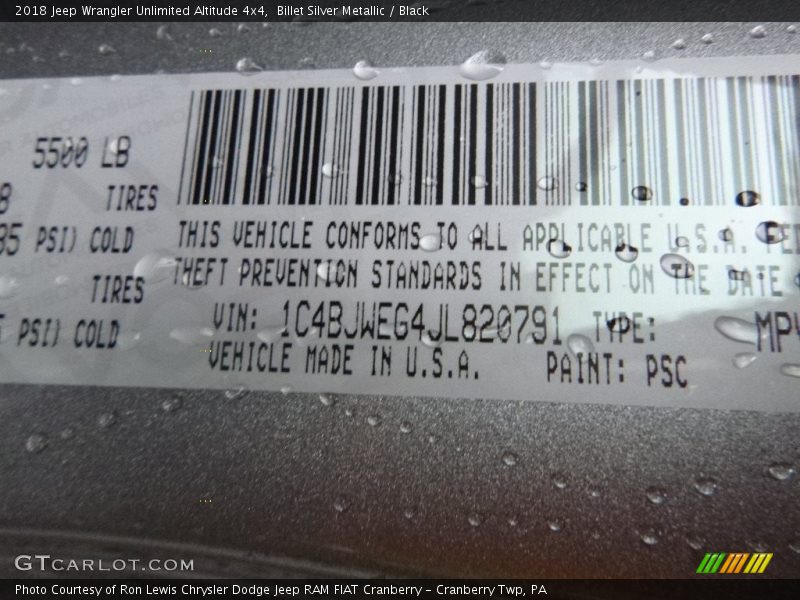 2018 Jeep Wrangler Unlimited Altitude 4x4, Billet Silver Metallic / Black
5500 LB
TIRES
PSI) COLD
TIRES
PSI) COLD
THIS VEHICLE CONFORMS TO ALL APPLICABLE U.S.A. FE
THEFT PREVENTION STANDARDS IN EFFECT ON THE DATE
VIN: 1C4BJWEG4JL820791 TYPE: MPV
VEHICLE MADE IN U.S.A. PAINT: PSC
GTCARLOT.COM
Photo Courtesy of Ron Lewis Chrysler Dodge Jeep RAM FIAT Cranberry – Cranberry Twp, PA